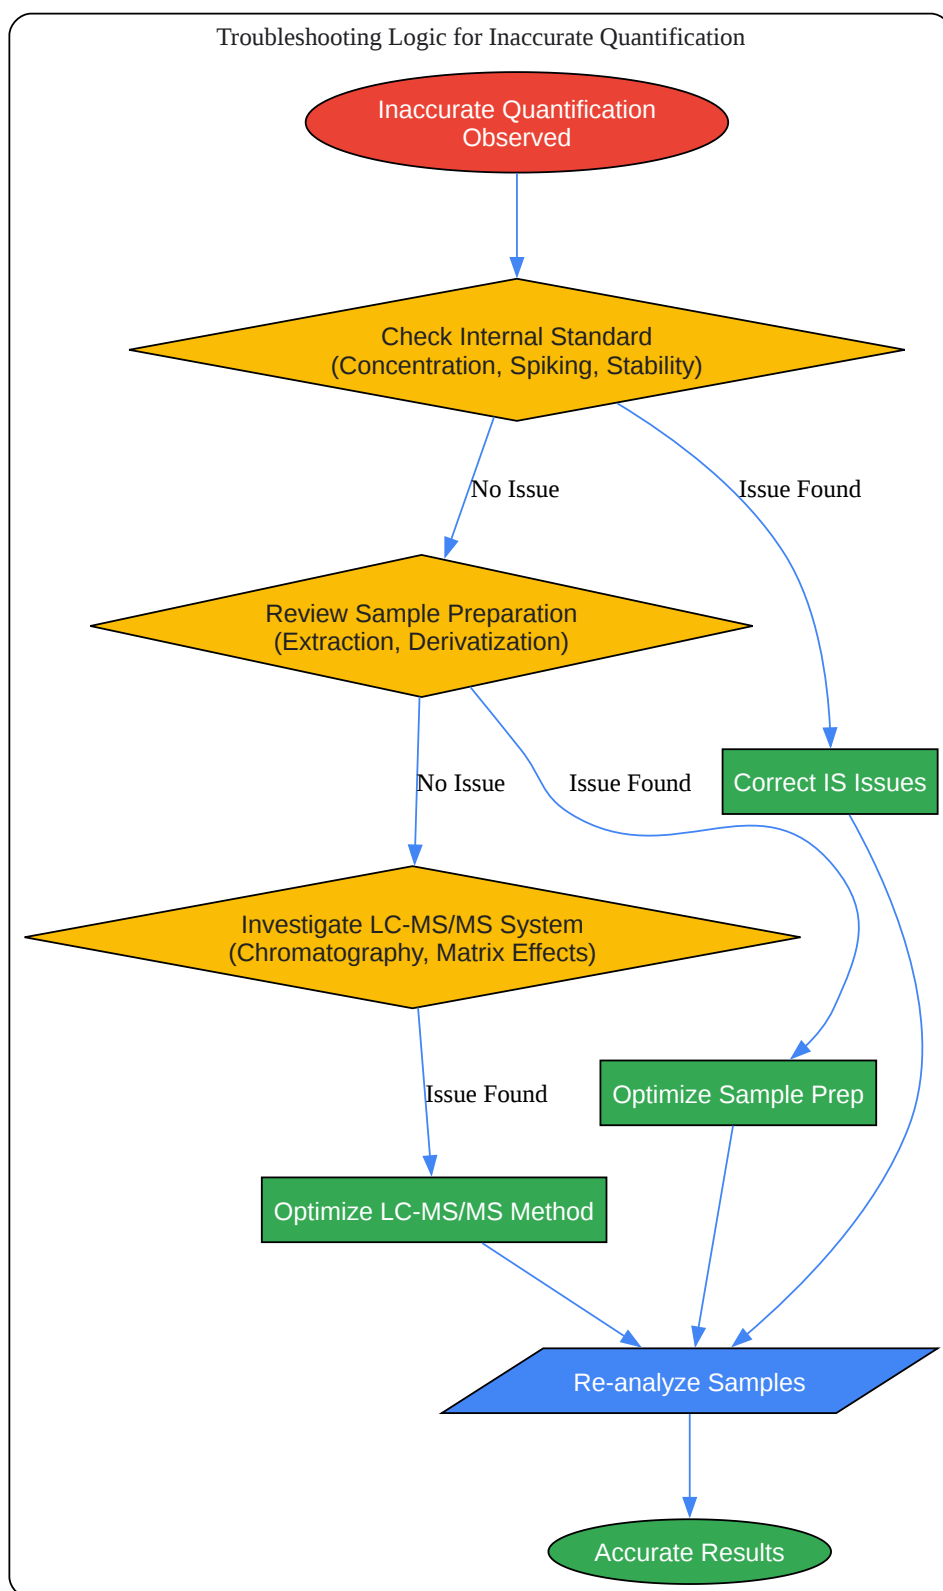 Troubleshooting Logic for Inaccurate Quantification
Inaccurate Quantification
Observed
Check Internal Standard
(Concentration, Spiking, Stability)
No Issue
Issue Found
Review Sample Preparation
(Extraction, Derivatization)
No Issue
Issue Found
Correct IS Issues
Investigate LC-MS/MS System
(Chromatography, Matrix Effects)
Issue Found
Optimize Sample Prep
Optimize LC-MS/MS Method
Re-analyze Samples
Accurate Results